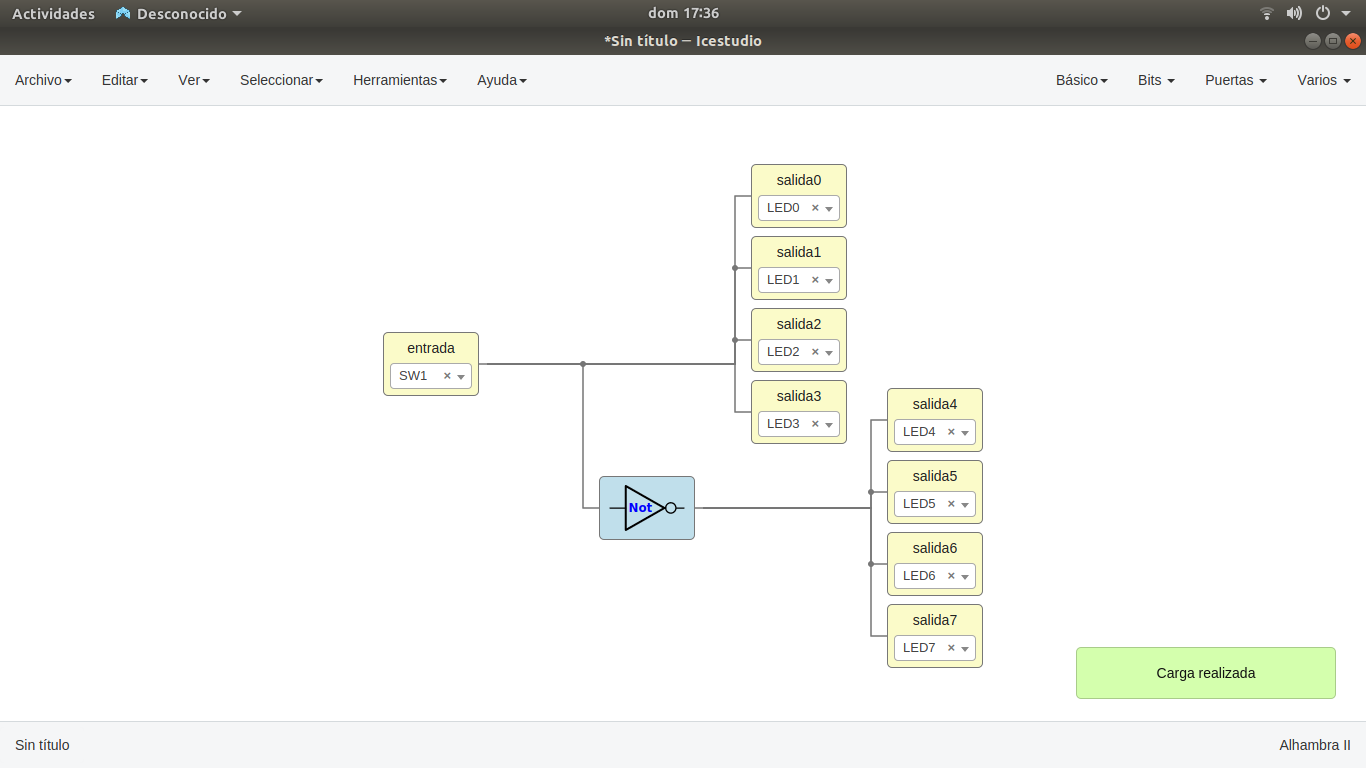 Actividades
Desconocido
dom 17:36
*Sin título — Icestudio
Archivo
Editar
Ver
Seleccionar
Herramientas
Ayuda
Básico
Bits
Puertas
Varios
salida0
LED0 ×
salida1
LED1 ×
salida2
LED2 ×
entrada
SW1 ×
salida3
LED3 ×
salida4
LED4 ×
salida5
LED5 ×
Not
salida6
LED6 ×
salida7
LED7 ×
Carga realizada
Sin título
Alhambra II